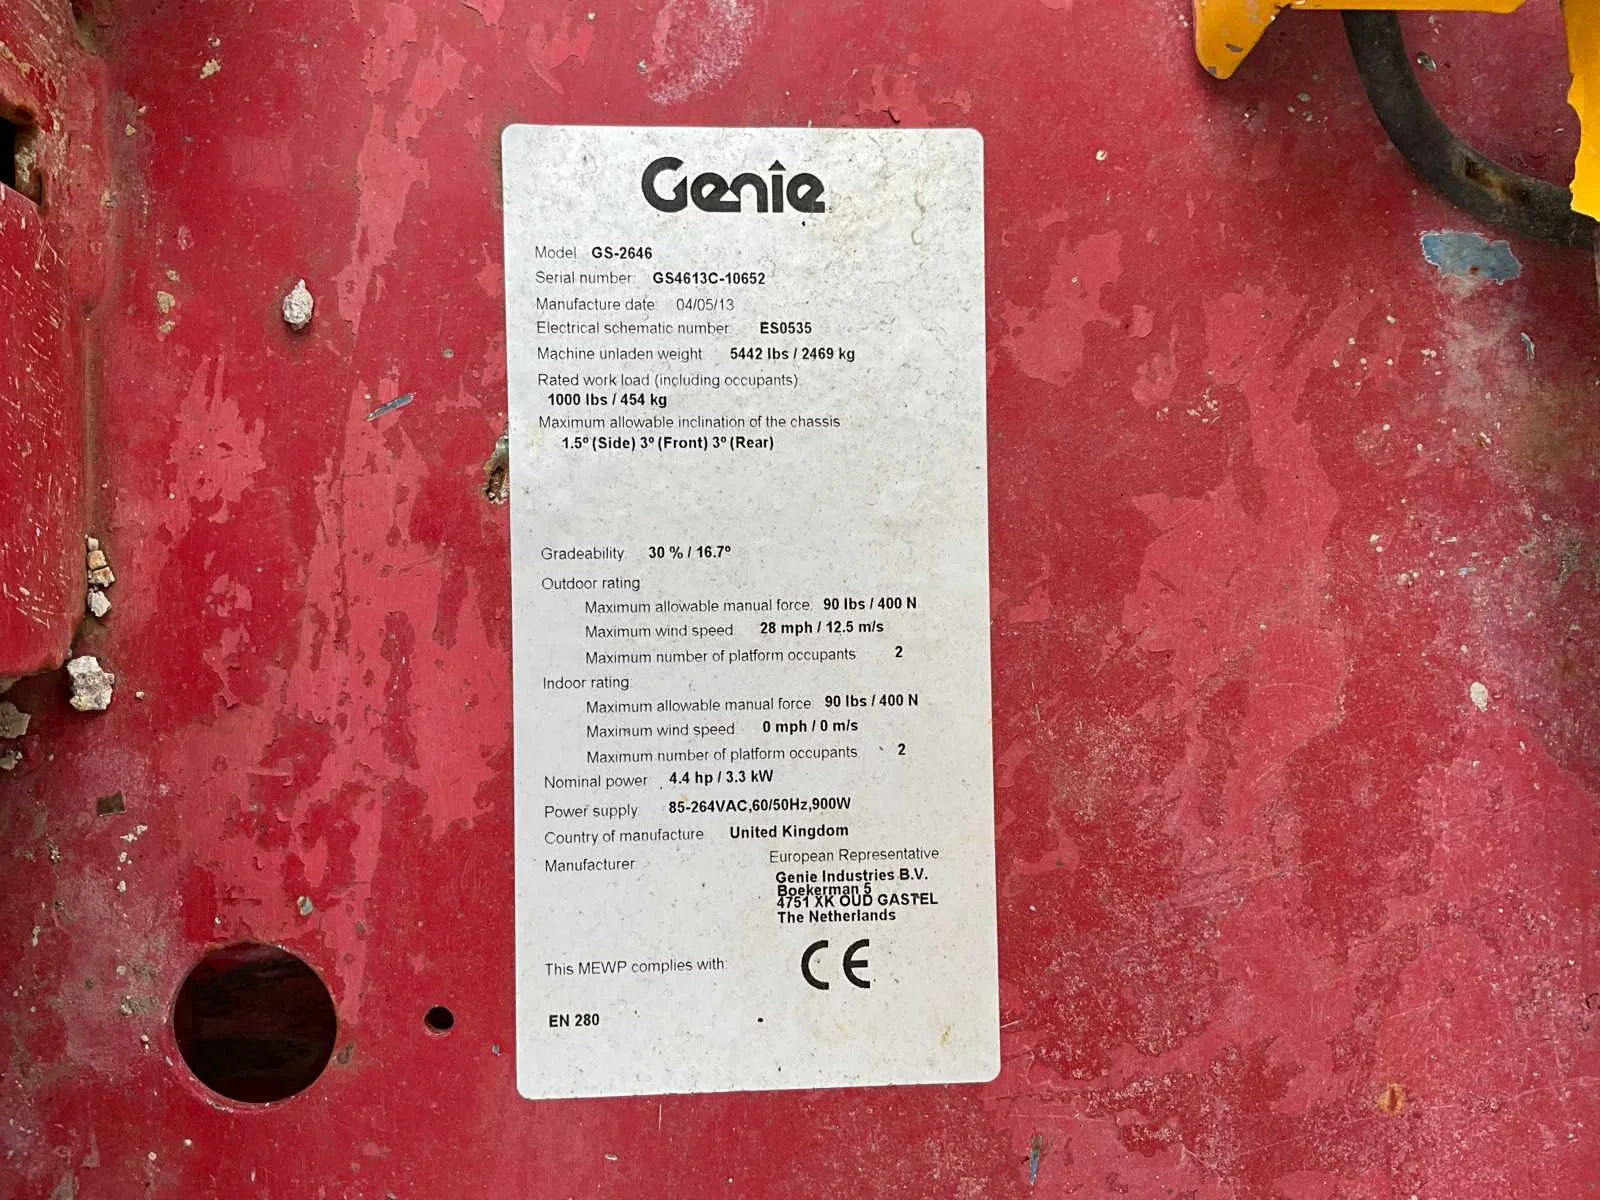 Genie
Model GS-2646
Serial number: GS4613C-10652
Manufacture date: 04/05/13
Electrical schematic number: ES0535
Machine unladen weight: 5442 lbs / 2469 kg
Rated work load (including occupants):
1000 lbs / 454 kg
Maximum allowable inclination of the chassis:
1.5º (Side) 3º (Front) 3º (Rear)
Gradeability: 30 % / 16.7º
Outdoor rating:
Maximum allowable manual force: 90 lbs / 400 N
Maximum wind speed: 28 mph / 12.5 m/s
Maximum number of platform occupants: 2
Indoor rating:
Maximum allowable manual force: 90 lbs / 400 N
Maximum wind speed: 0 mph / 0 m/s
Maximum number of platform occupants: 2
Nominal power: 4.4 hp / 3.3 kW
Power supply: 85-264VAC,60/50Hz,900W
Country of manufacture: United Kingdom
Manufacturer: European Representative:
Genie Industries B.V.
Boekerman 5
4751 XK OUD GASTEL
The Netherlands
This MEWP complies with: CE
EN 280